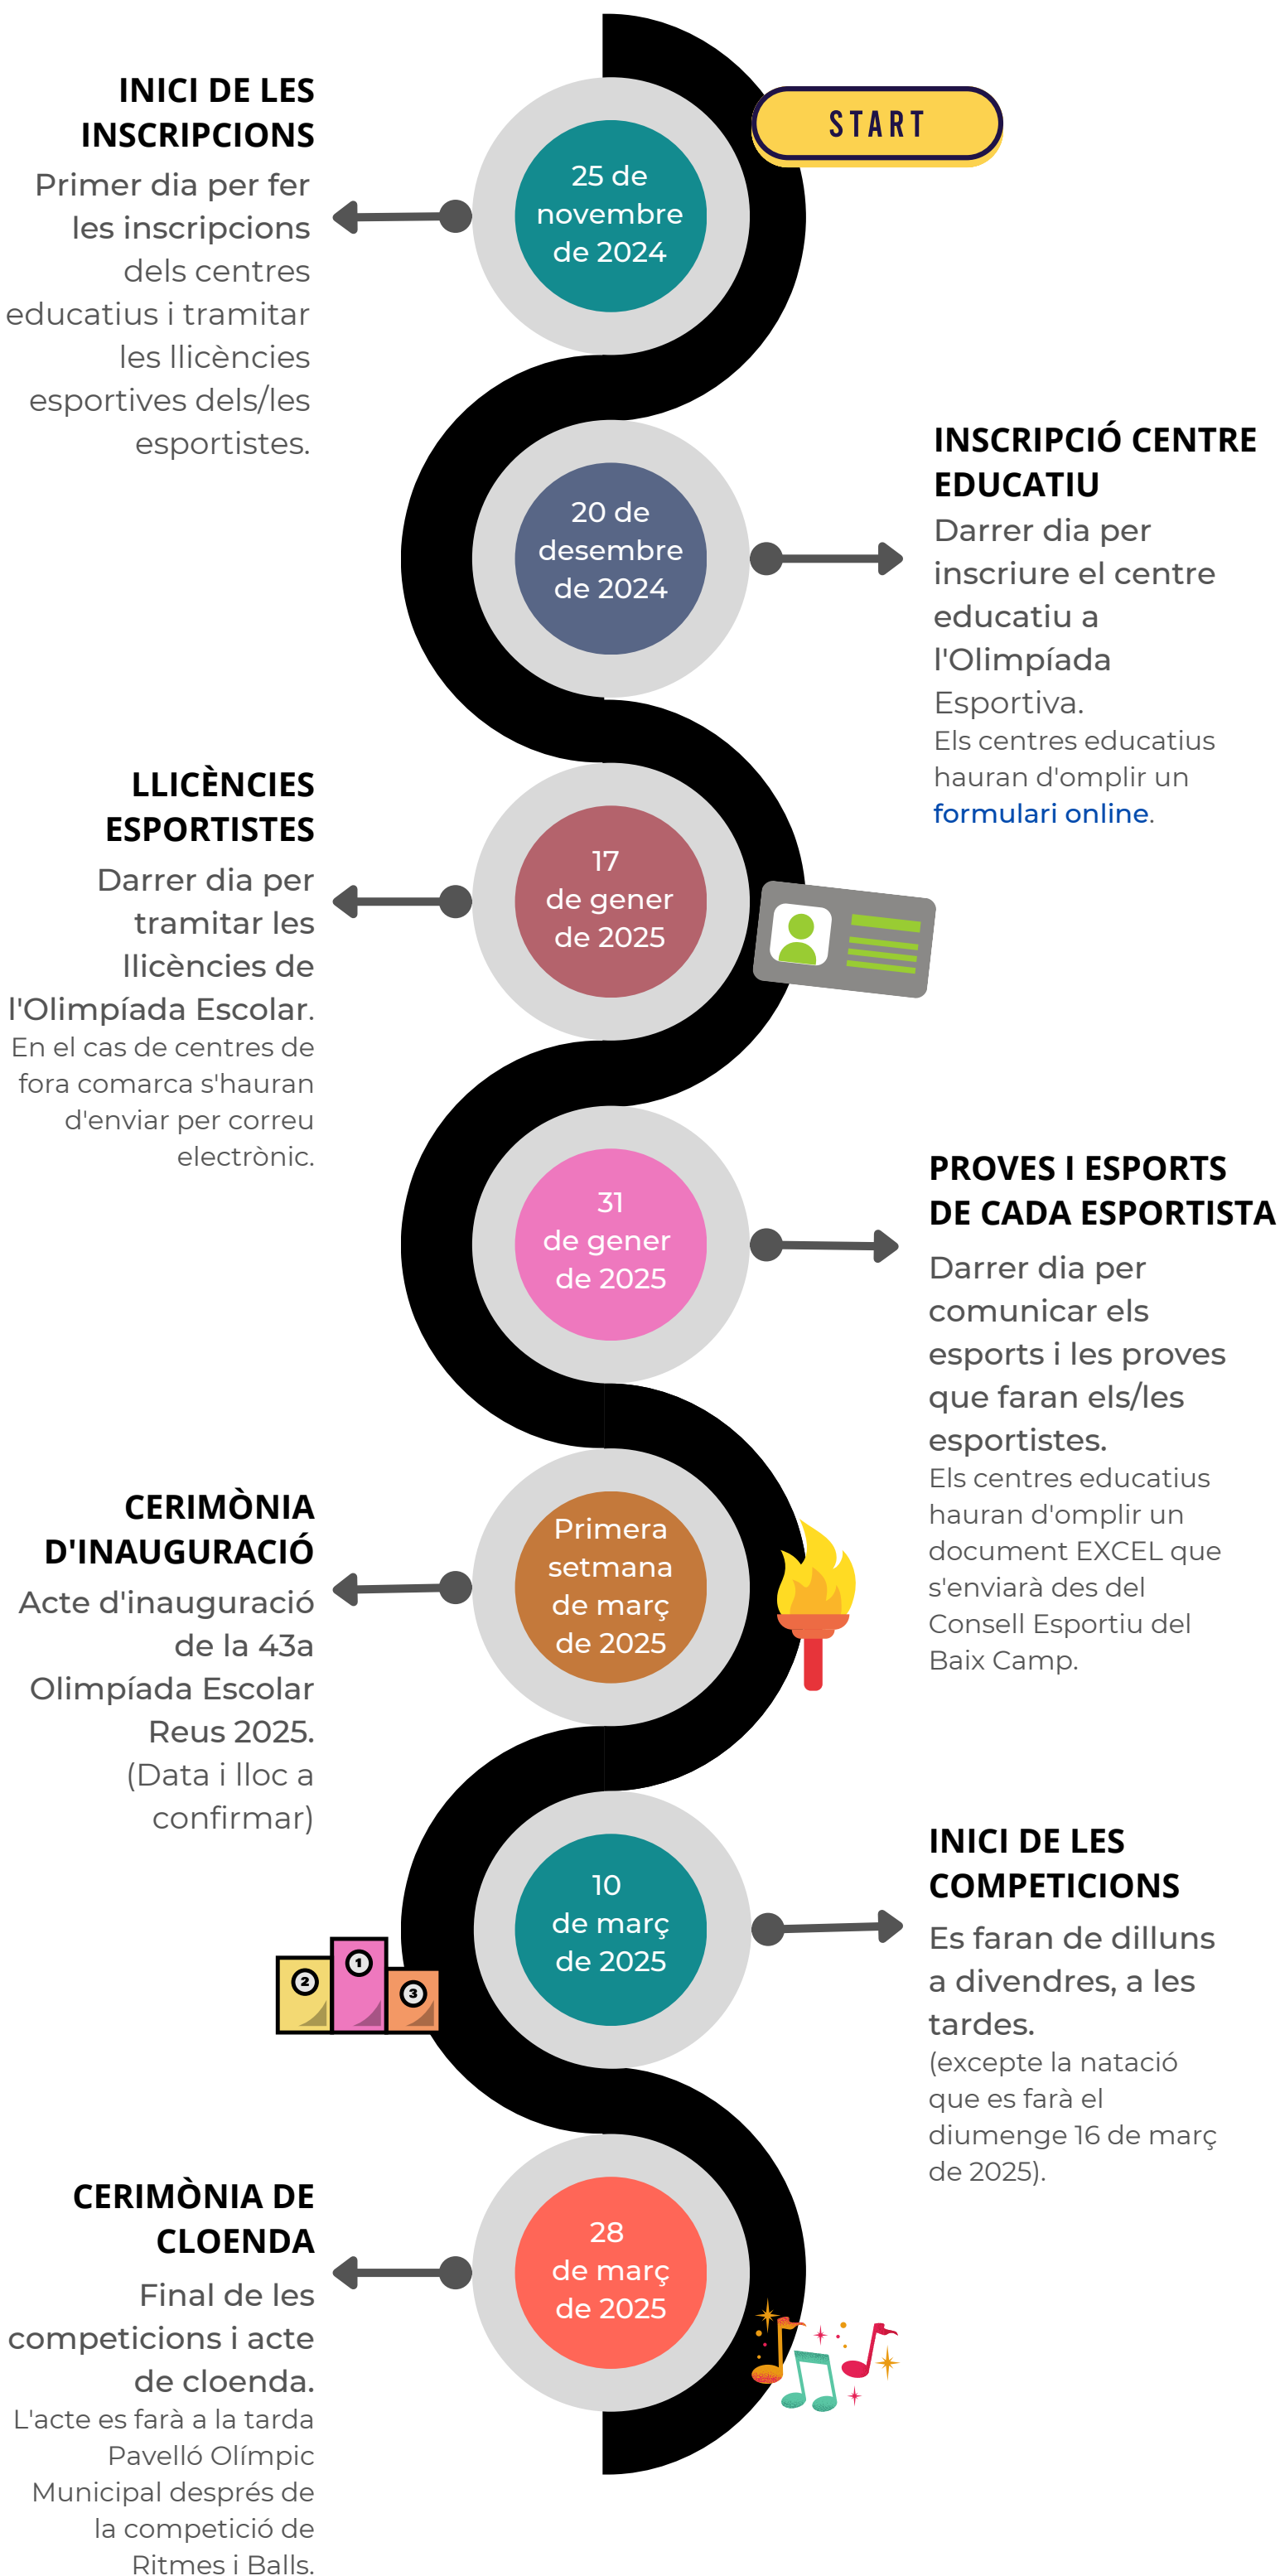 START
INICI DE LES
INSCRIPCIONS
Primer dia per fer
les inscripcions
dels centres
educatius i tramitar
les llicències
esportives dels/les
esportistes.
25 de
novembre
de 2024
20 de
desembre
de 2024
INSCRIPCIÓ CENTRE
EDUCATIU
Darrer dia per
inscriure el centre
educatiu a
l'Olimpíada
Esportiva.
Els centres educatius
hauran d'omplir un
formulari online.
LLICÈNCIES
ESPORTISTES
Darrer dia per
tramitar les
llicències de
l'Olimpíada Escolar.
En el cas de centres de
fora comarca s'hauran
d'enviar per correu
electrònic.
17
de gener
de 2025
31
de gener
de 2025
PROVES I ESPORTS
DE CADA ESPORTISTA
Darrer dia per
comunicar els
esports i les proves
que faran els/les
esportistes.
Els centres educatius
hauran d'omplir un
document EXCEL que
s'enviarà des del
Consell Esportiu del
Baix Camp.
CERIMÒNIA
D'INAUGURACIÓ
Acte d'inauguració
de la 43a
Olimpíada Escolar
Reus 2025.
(Data i lloc a
confirmar)
Primera
setmana
de març
de 2025
10
de març
de 2025
2
1
3
INICI DE LES
COMPETICIONS
Es faran de dilluns
a divendres, a les
tardes.
(excepte la natació
que es farà el
diumenge 16 de març
de 2025).
CERIMÒNIA DE
CLOENDA
Final de les
competicions i acte
de cloenda.
L'acte es farà a la tarda
Pavelló Olímpic
Municipal després de
la competició de
Ritmes i Balls.
28
de març
de 2025